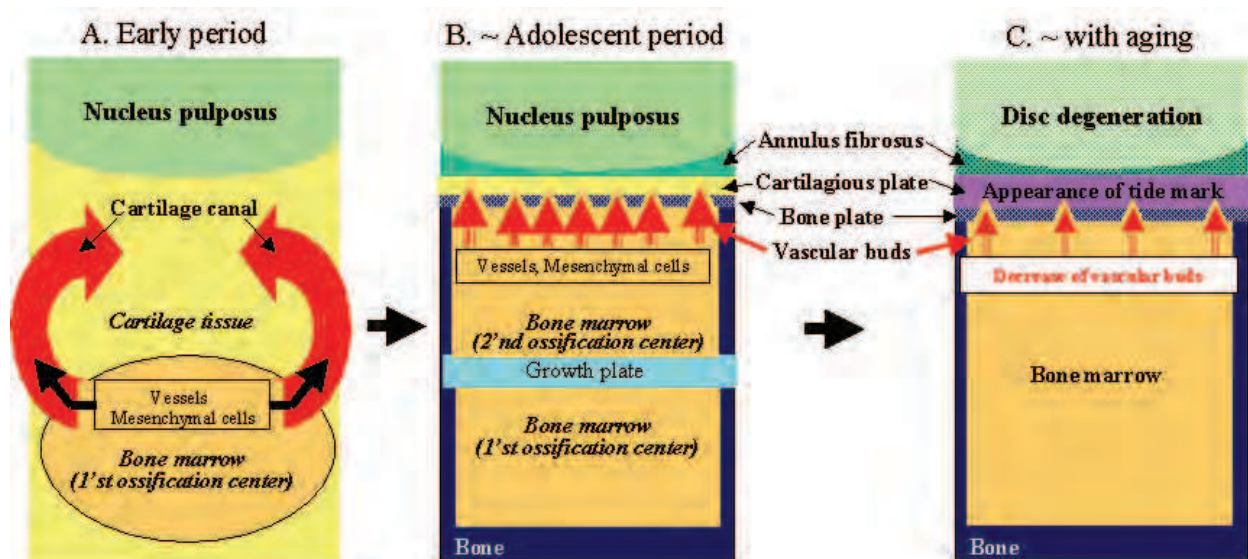 A. Early period
Nucleus pulposus
Cartilage canal
Cartilage tissue
Vessels
Mesenchymal cells
Bone marrow
(1'st ossification center)
B. ~ Adolescent period
Nucleus pulposus
Vessels, Mesenchymal cells
Bone marrow
(2'nd ossification center)
Growth plate
Bone marrow
(1'st ossification center)
Bone
Annulus fibrosus
Cartilagious plate
Bone plate
Vascular buds
C. ~ with aging
Disc degeneration
Appearance of tide mark
Decrease of vascular buds
Bone marrow
Bone